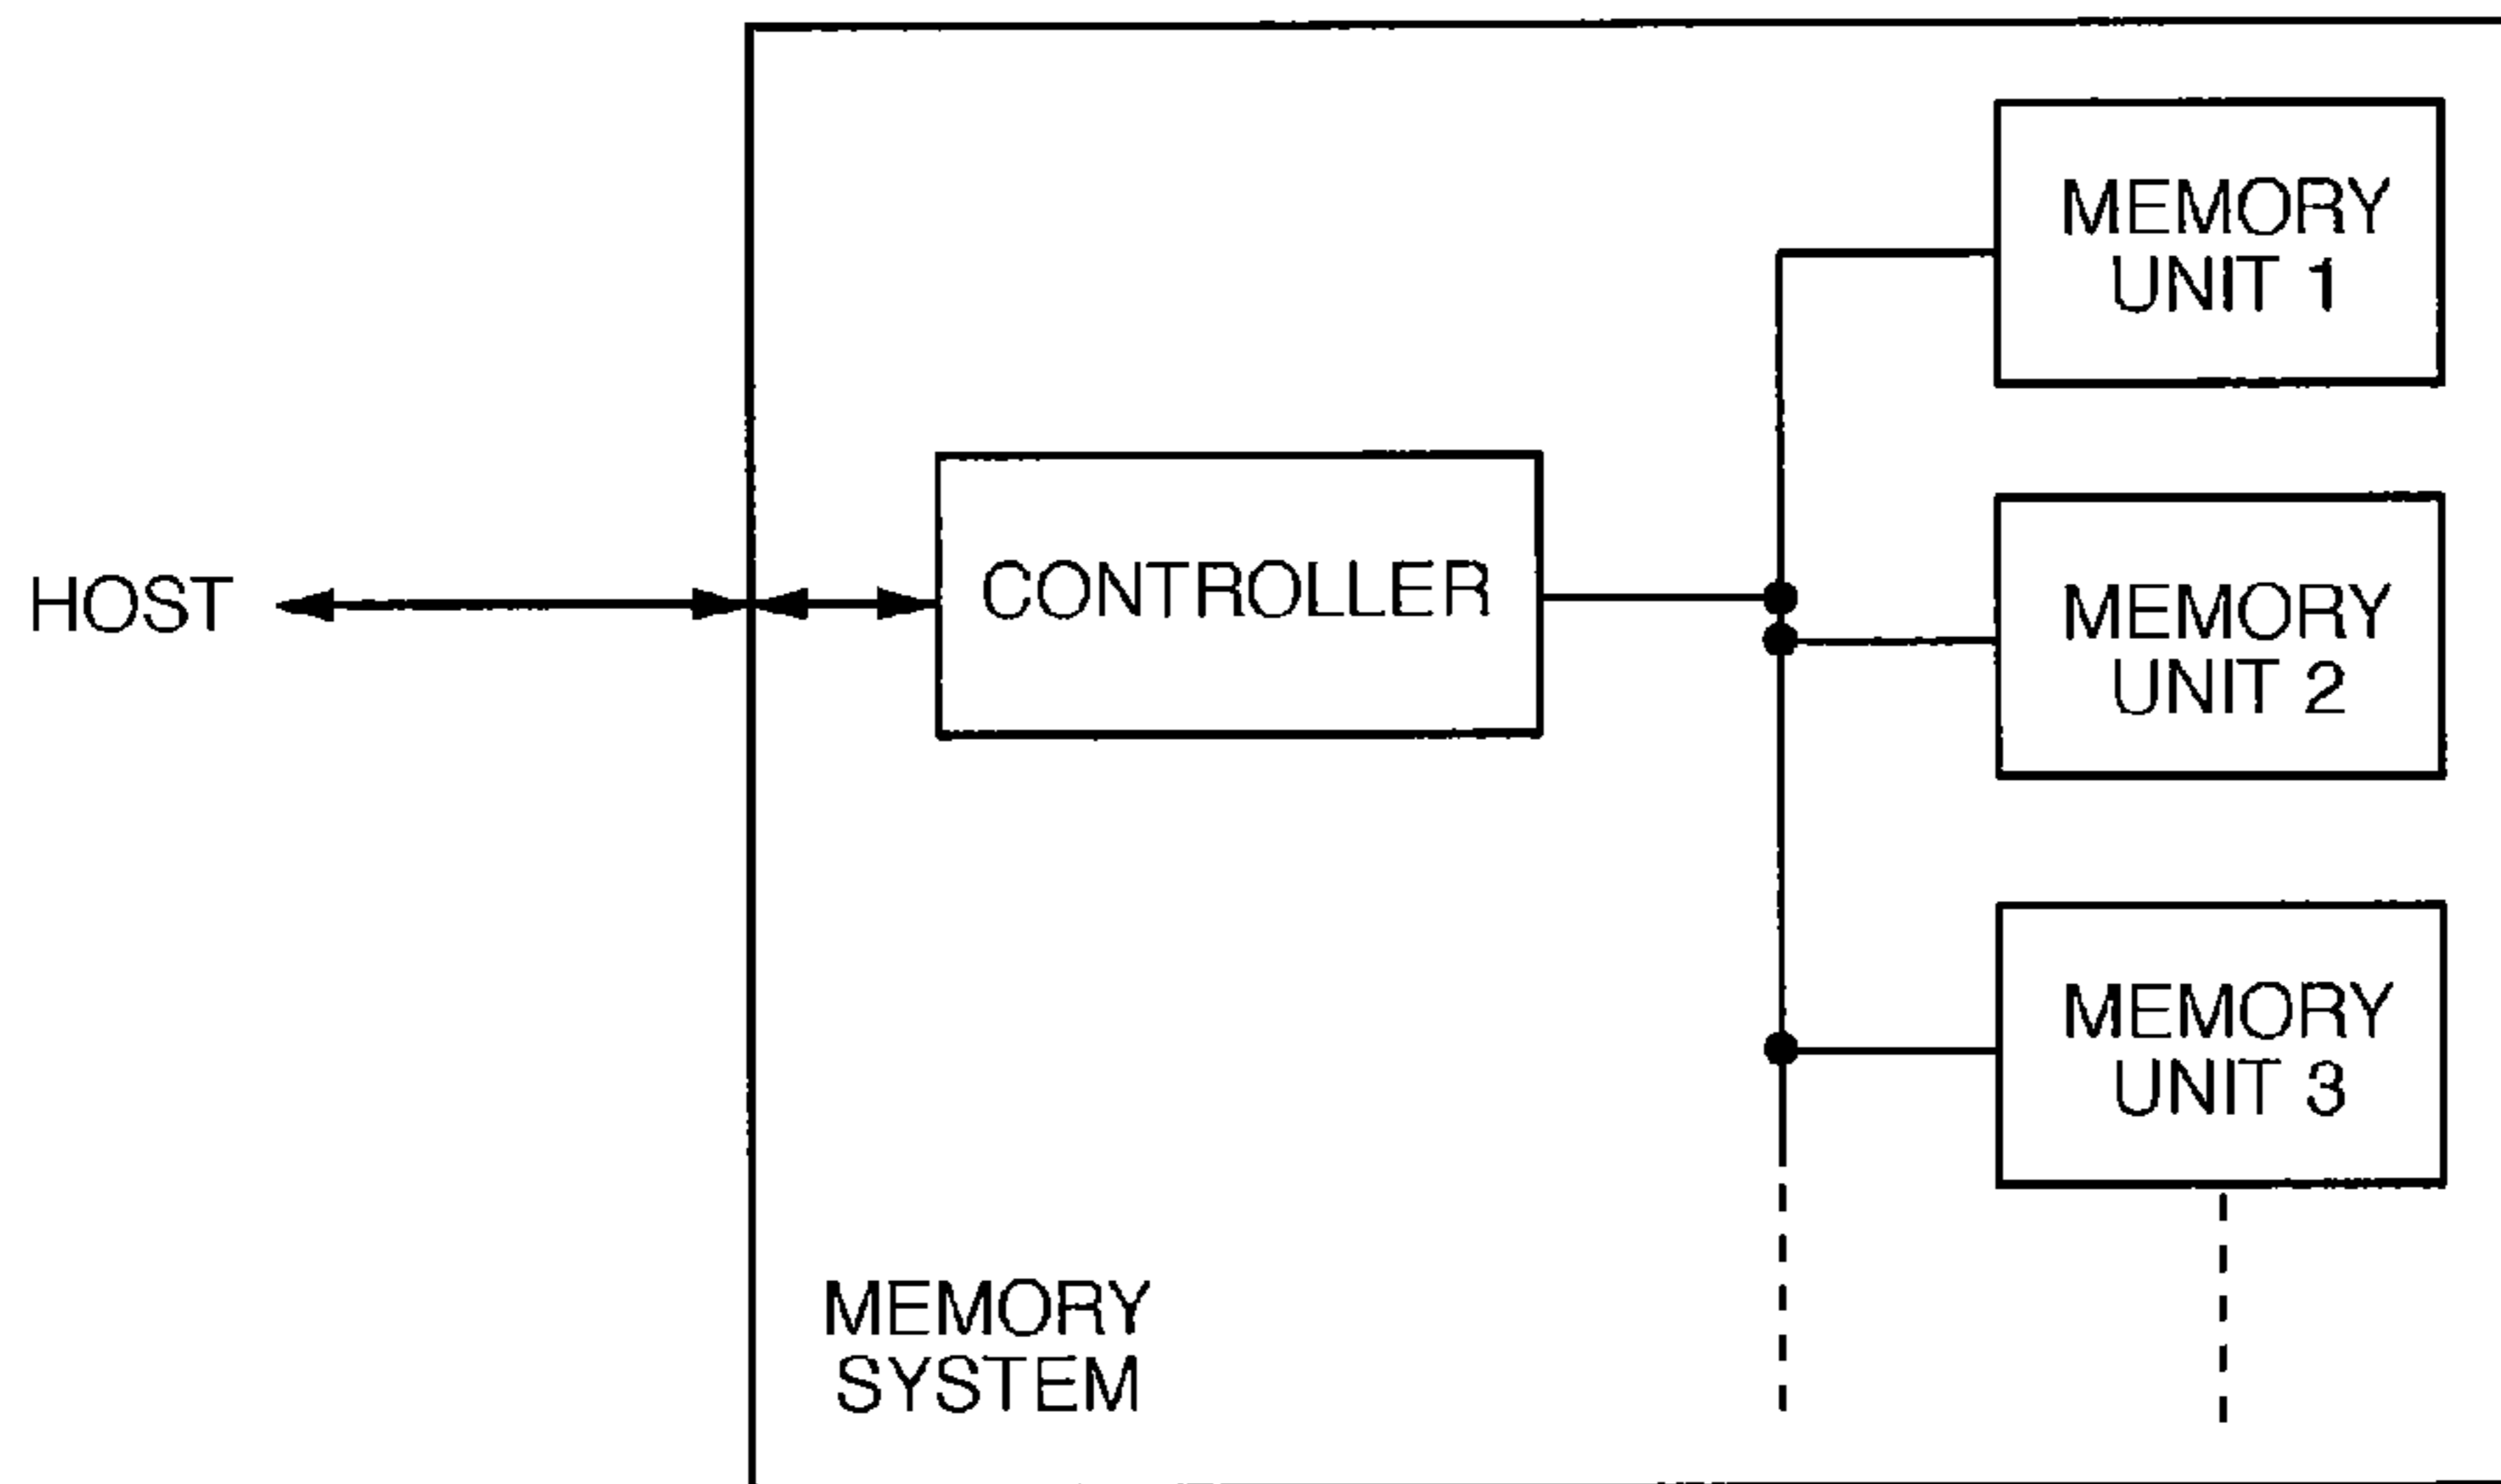 MEMORY
UNIT 1
HOST
CONTROLLER
MEMORY
UNIT 2
MEMORY
UNIT 3
MEMORY
SYSTEM